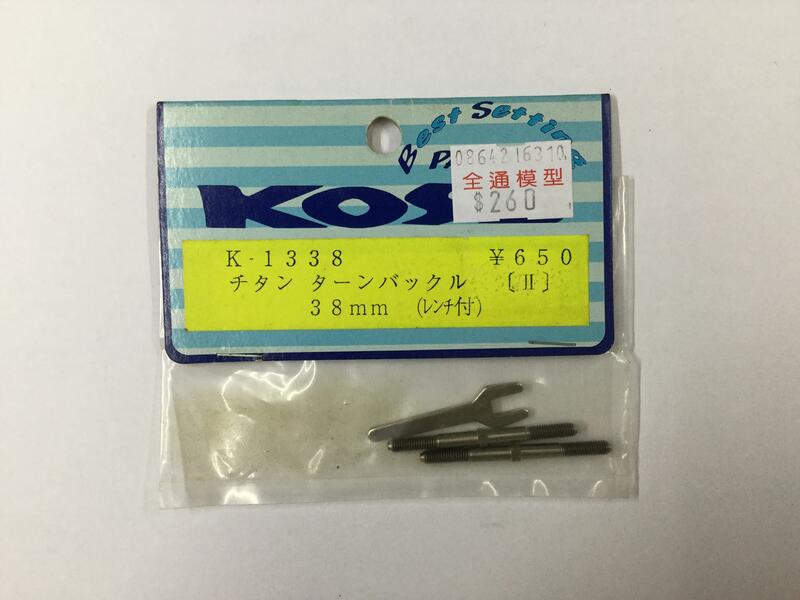 Best Setting
0864216310
全通模型
$260
K-1338 ¥650
チタン ターンバックル 〔Ⅱ〕
38mm (レンチ付)